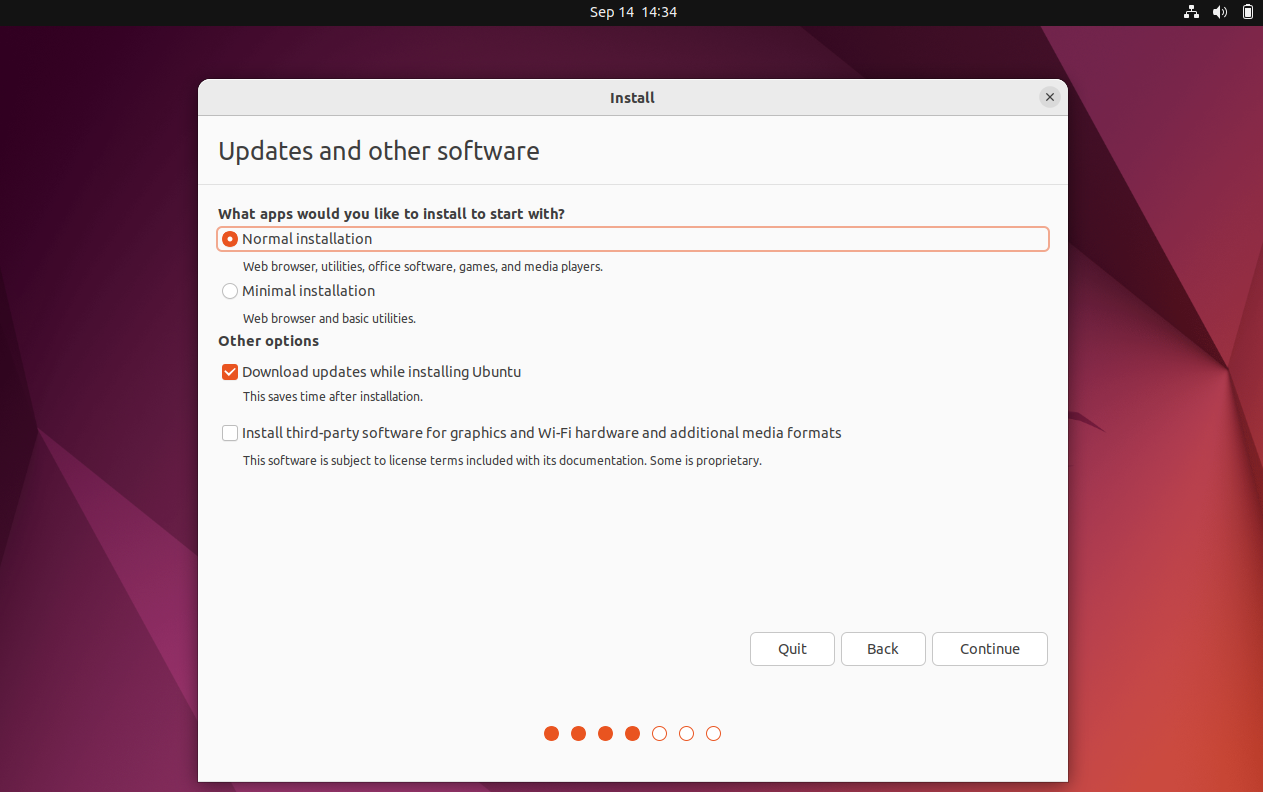 Sep 14 14:34
Install
Updates and other software
What apps would you like to install to start with?
Normal installation
Web browser, utilities, office software, games, and media players.
Minimal installation
Web browser and basic utilities.
Other options
Download updates while installing Ubuntu
This saves time after installation.
Install third-party software for graphics and Wi-Fi hardware and additional media formats
This software is subject to license terms included with its documentation. Some is proprietary.
Quit Back Continue